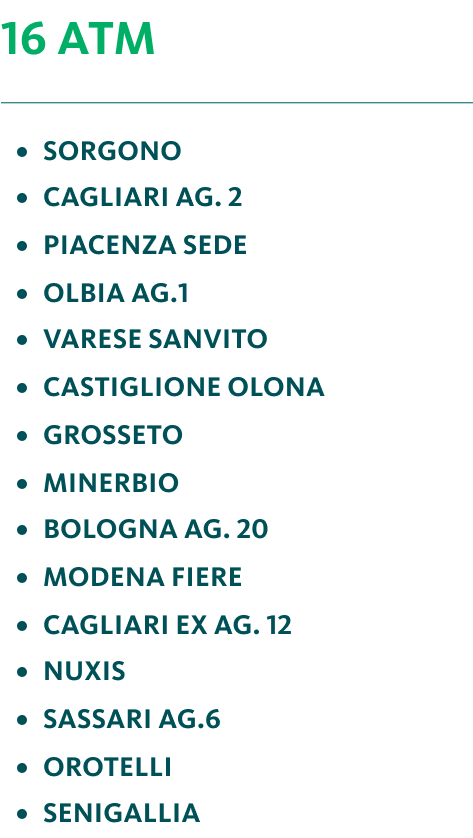 16 ATM
• SORGONO
• CAGLIARI AG. 2
• PIACENZA SEDE
• OLBIA AG.1
• VARESE SANVITO
• CASTIGLIONE OLONA
• GROSSETO
• MINERBIO
• BOLOGNA AG. 20
• MODENA FIERE
• CAGLIARI EX AG. 12
• NUXIS
• SASSARI AG.6
• OROTELLI
• SENIGALLIA